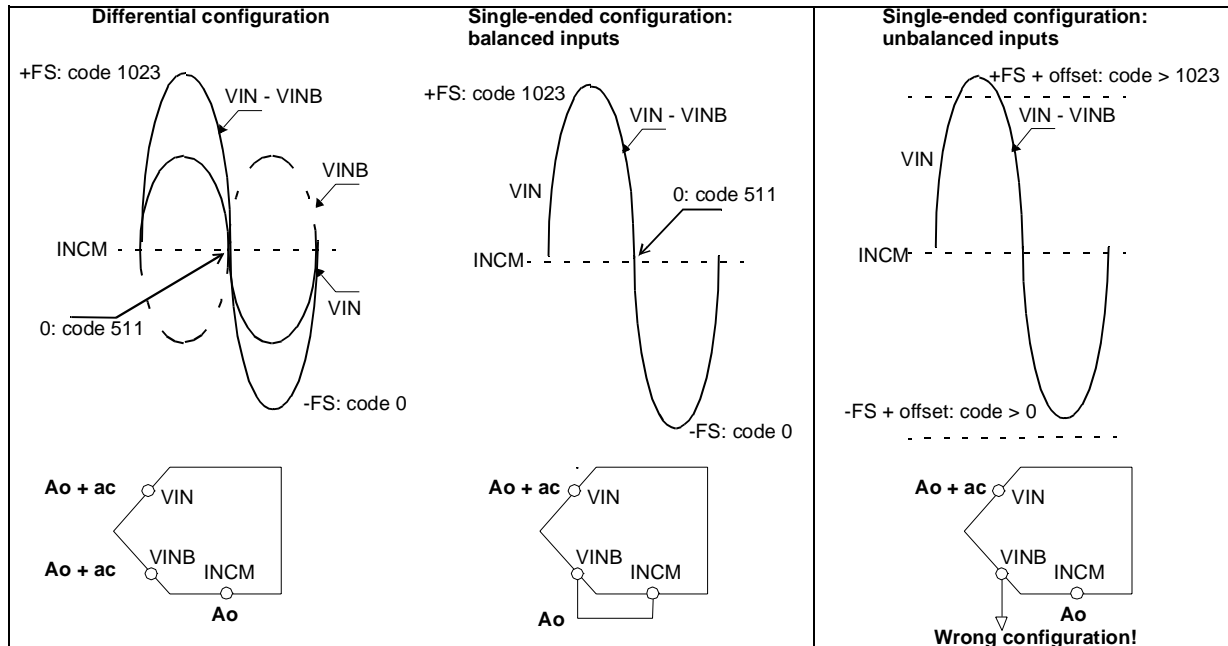 Differential configuration
+FS: code 1023
VIN - VINB
VINB
INCM
VIN
0: code 511
-FS: code 0
Ao + ac
VIN
VINB
Ao + ac
INCM
Ao
Single-ended configuration:
balanced inputs
+FS: code 1023
VIN - VINB
VIN
0: code 511
INCM
-FS: code 0
Ao + ac
VIN
VINB
INCM
Ao
Single-ended configuration:
unbalanced inputs
+FS + offset: code > 1023
VIN - VINB
VIN
INCM
-FS + offset: code > 0
Ao + ac
VIN
VINB
INCM
Ao
Wrong configuration!